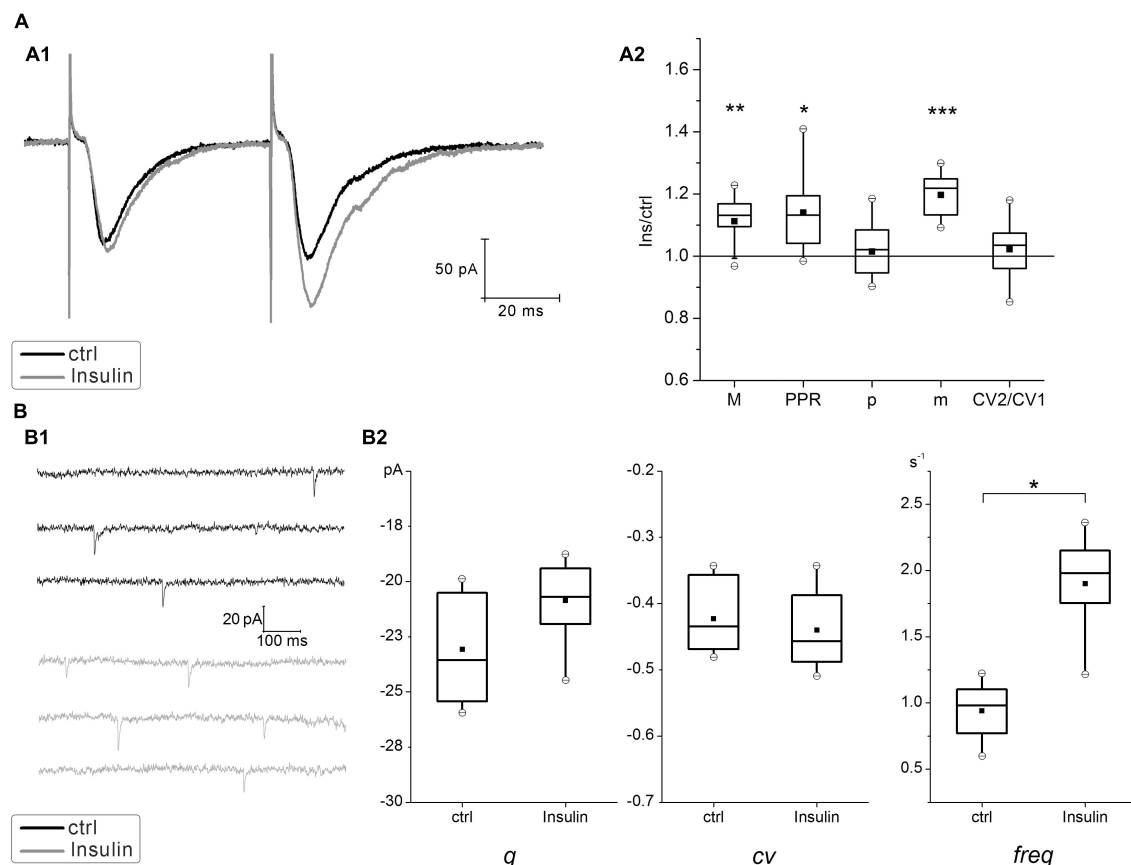 A
A1
50 pA
20 ms
ctrl
Insulin
A2
Ins/ctrl
1.6
1.4
1.2
1.0
0.8
0.6
** * ***
M PPR p m CV2/CV1
B
B1
20 pA
100 ms
ctrl
Insulin
B2
pA
-18
-20
-23
-25
-28
-30
ctrl Insulin
q
-0.2
-0.3
-0.4
-0.5
-0.6
-0.7
ctrl Insulin
cv
s⁻¹
2.5
2.0
1.5
1.0
0.5
*
ctrl Insulin
freq